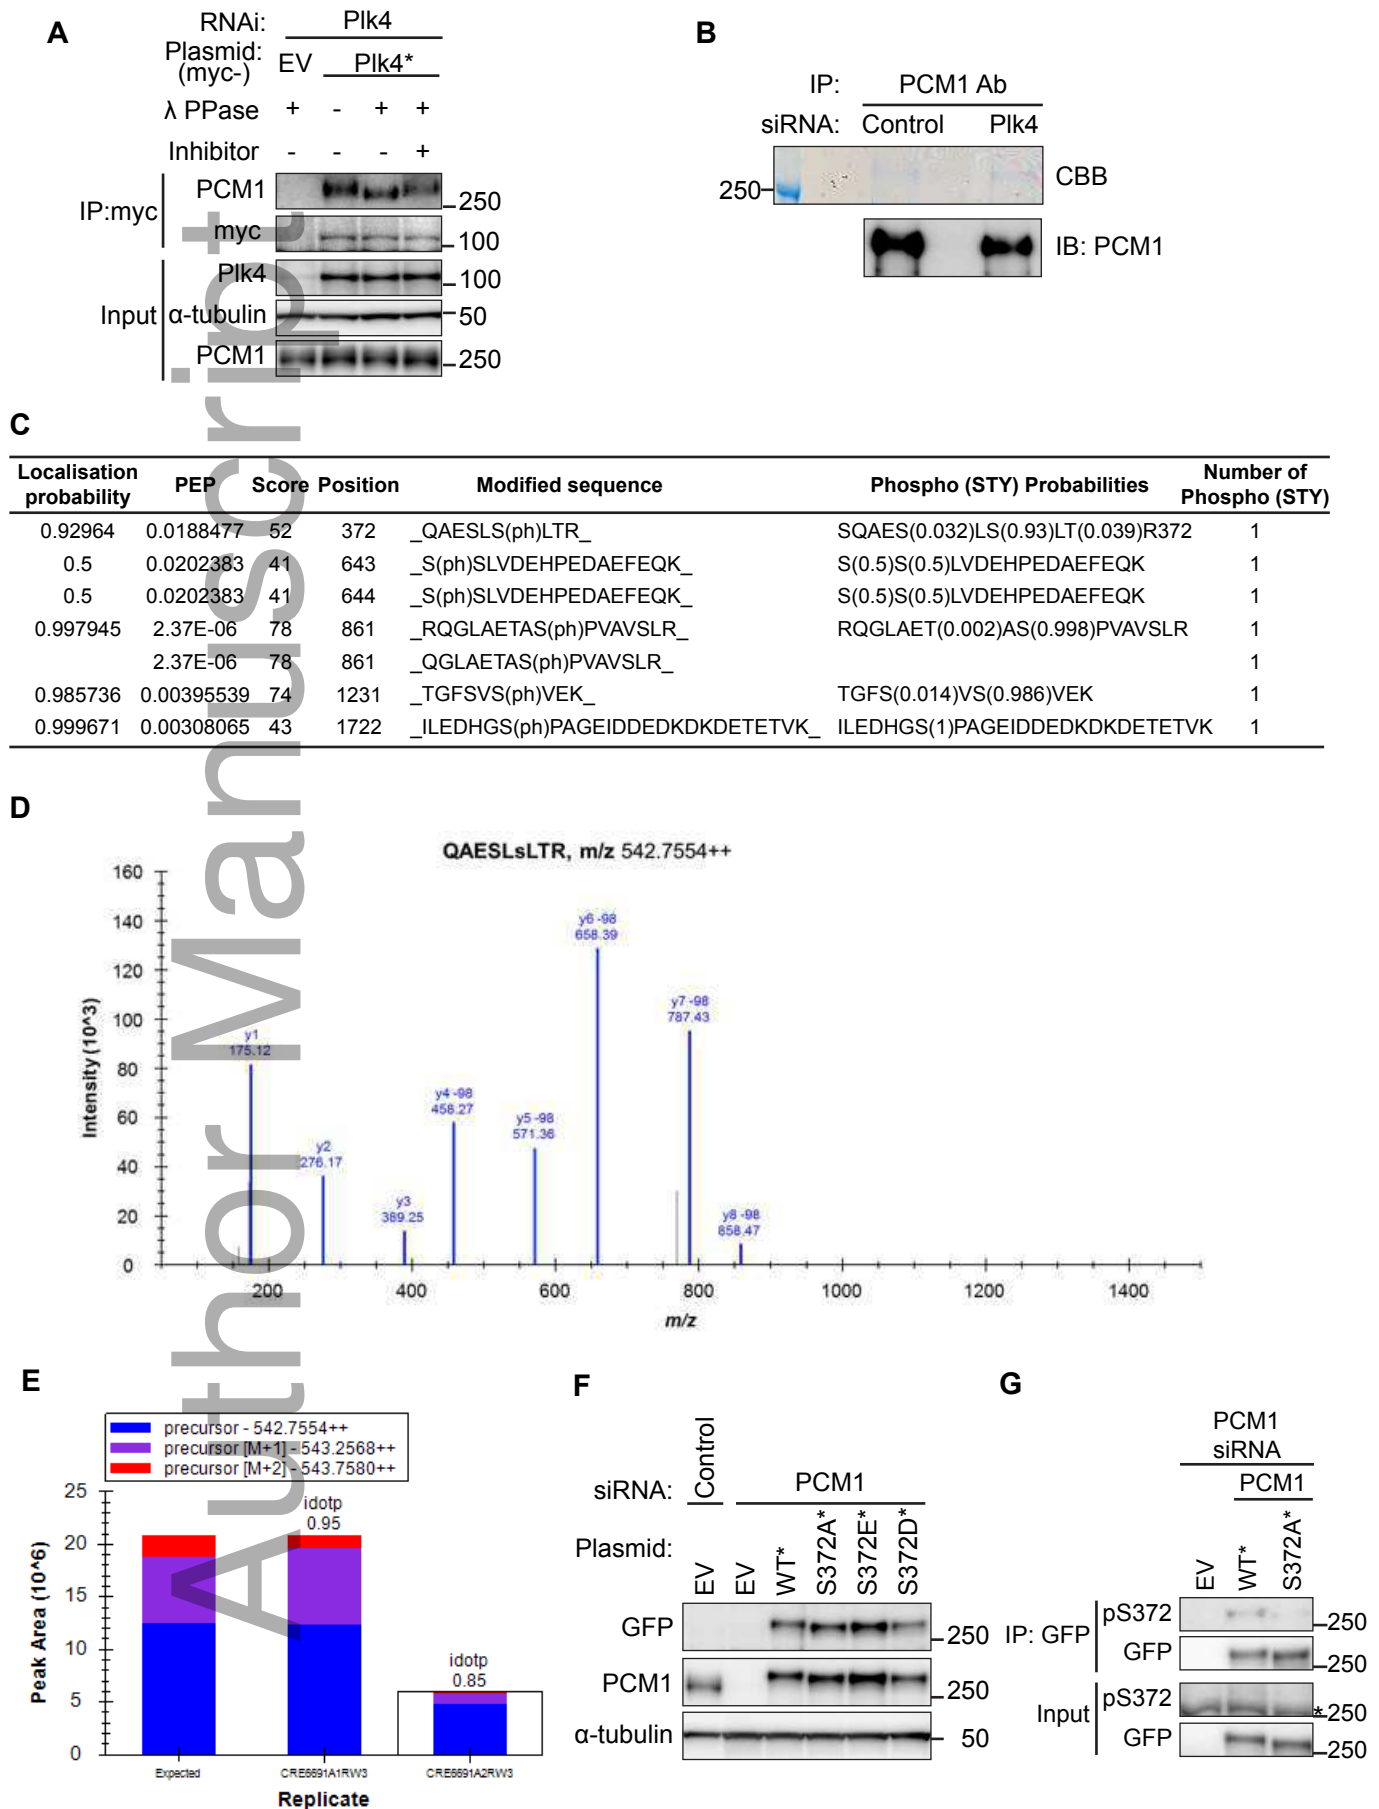 A
RNAi: Plk4
Plasmid: (myc-) EV Plk4*
λ PPase + - + +
Inhibitor - - - +
IP:myc
PCM1 250
myc 100
Input
Plk4 100
α-tubulin 50
PCM1 250
B
IP: PCM1 Ab
siRNA: Control Plk4
250 CBB
IB: PCM1
C
Localisation probability PEP Score Position Modified sequence Phospho (STY) Probabilities Number of Phospho (STY)
0.92964 0.0188477 52 372 _QAESLS(ph)LTR_ SQAES(0.032)LS(0.93)LT(0.039)R372 1
0.5 0.0202383 41 643 _S(ph)SLVDEHPEDAEFEQK_ S(0.5)S(0.5)LVDEHPEDAEFEQK 1
0.5 0.0202383 41 644 _S(ph)SLVDEHPEDAEFEQK_ S(0.5)S(0.5)LVDEHPEDAEFEQK 1
0.997945 2.37E-06 78 861 _RQGLAETAS(ph)PVAVSLR_ RQGLAET(0.002)AS(0.998)PVAVSLR 1
2.37E-06 78 861 _QGLAETAS(ph)PVAVSLR_ 1
0.985736 0.00395539 74 1231 _TGFSVS(ph)VEK_ TGFS(0.014)VS(0.986)VEK 1
0.999671 0.00308065 43 1722 _ILEDHGS(ph)PAGEIDDEDKDKDETETVK_ ILEDHGS(1)PAGEIDDEDKDKDETETVK 1
D
QAESLsLTR, m/z 542.7554++
Intensity (10^3)
160
140
120
100
80
60
40
20
0
y1
175.12
y2
276.17
y3
389.25
y4 -98
458.27
y5 -98
571.36
y6 -98
658.39
y7 -98
787.43
y8 -98
858.47
200 400 600 800 1000 1200 1400
m/z
E
precursor - 542.7554++
precursor [M+1] - 543.2568++
precursor [M+2] - 543.7580++
Peak Area (10^6)
25
20
15
10
5
0
idotp
0.95
idotp
0.85
Expected CRE6691A1RW3 CRE6691A2RW3
Replicate
F
siRNA: Control PCM1
Plasmid: EV EV WT* S372A* S372E* S372D*
GFP 250
PCM1 250
α-tubulin 50
G
PCM1
siRNA
PCM1
EV WT* S372A*
IP: GFP
pS372 250
GFP 250
Input
pS372 *250
GFP 250
Author Manuscript